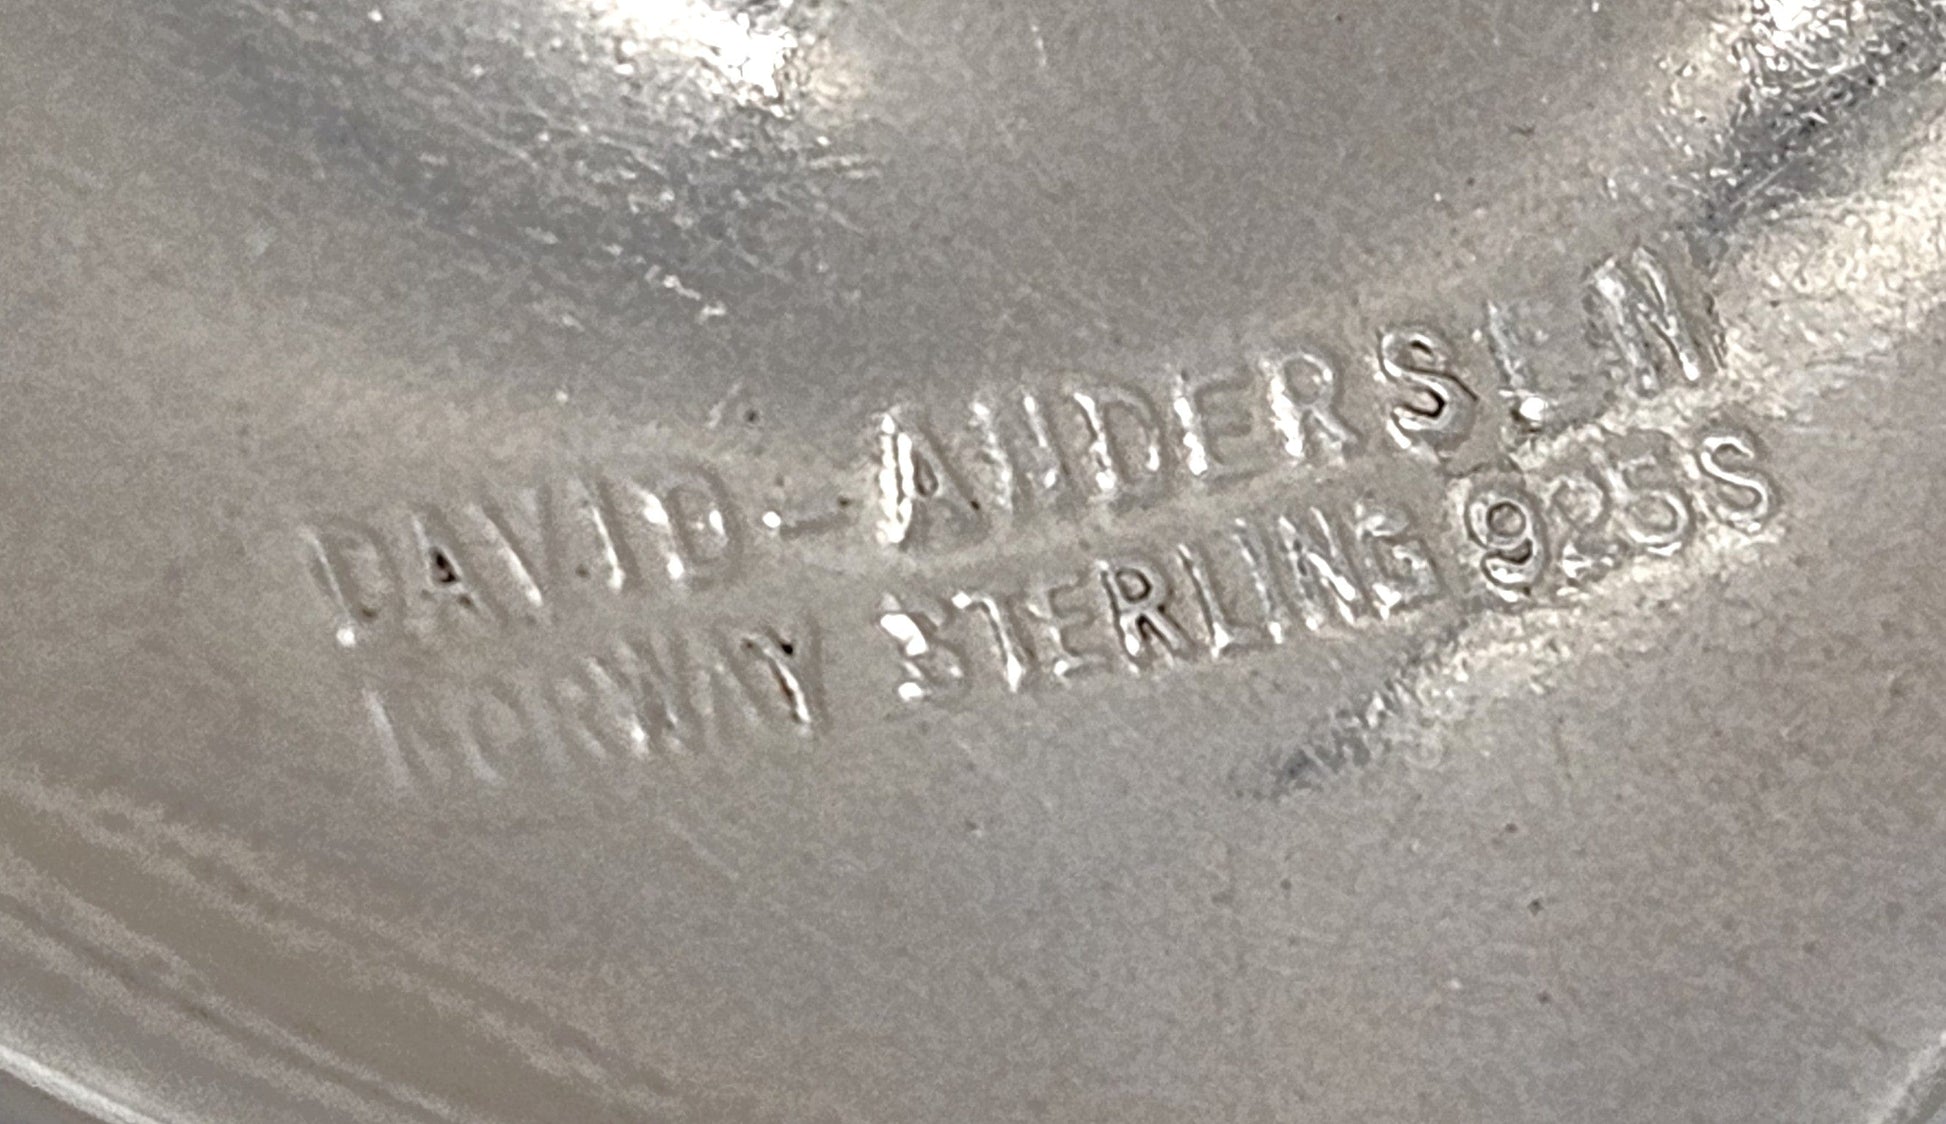 DAVID-ANDERSEN
NORWAY STERLING 925S